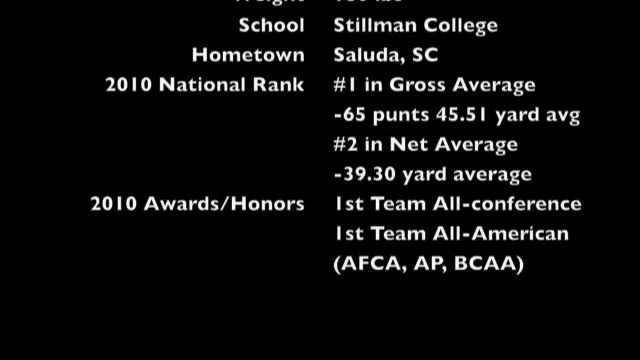 School Stillman College
Hometown Saluda, SC
2010 National Rank #1 in Gross Average
-65 punts 45.51 yard avg
#2 in Net Average
-39.30 yard average
2010 Awards/Honors 1st Team All-conference
1st Team All-American
(AFCA, AP, BCAA)